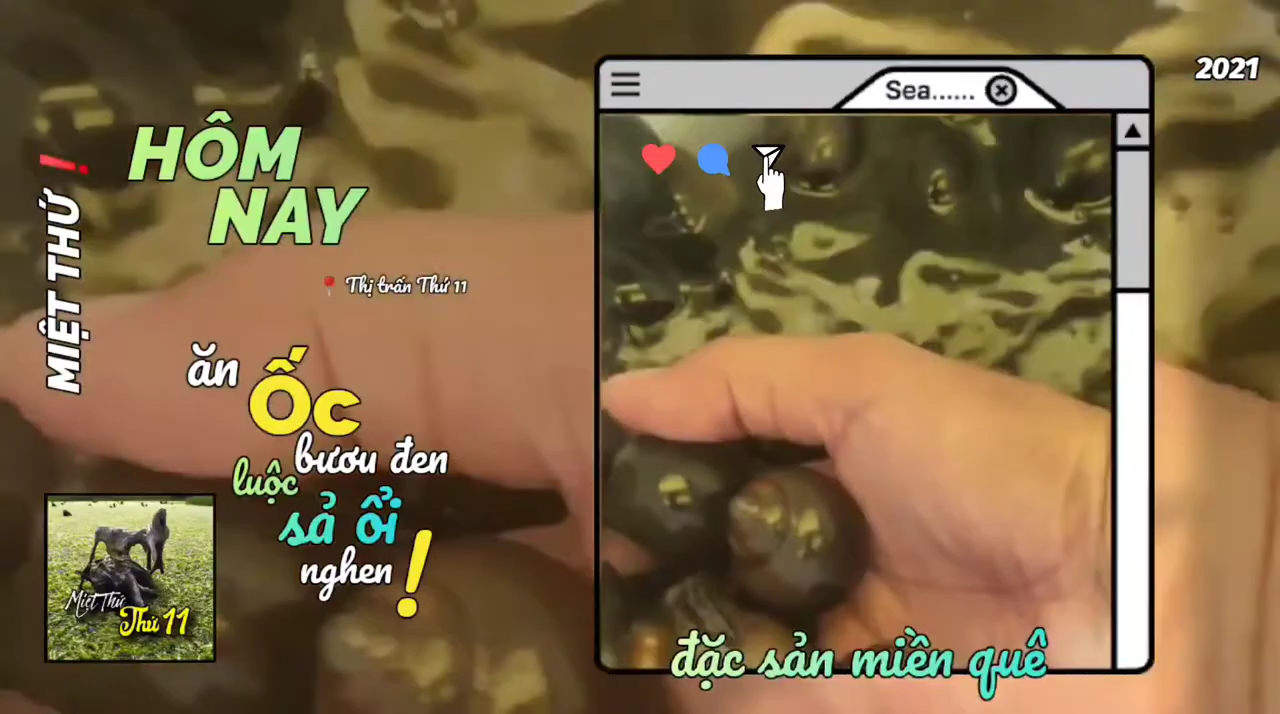 2021
Sea......
MIỆT THỨ !
HÔM
NAY
Thị trấn Thứ 11
ăn
Ốc
bươu đen
luộc
sả ổi
nghen !
Miệt Thứ
Thứ 11
đặc sản miền quê